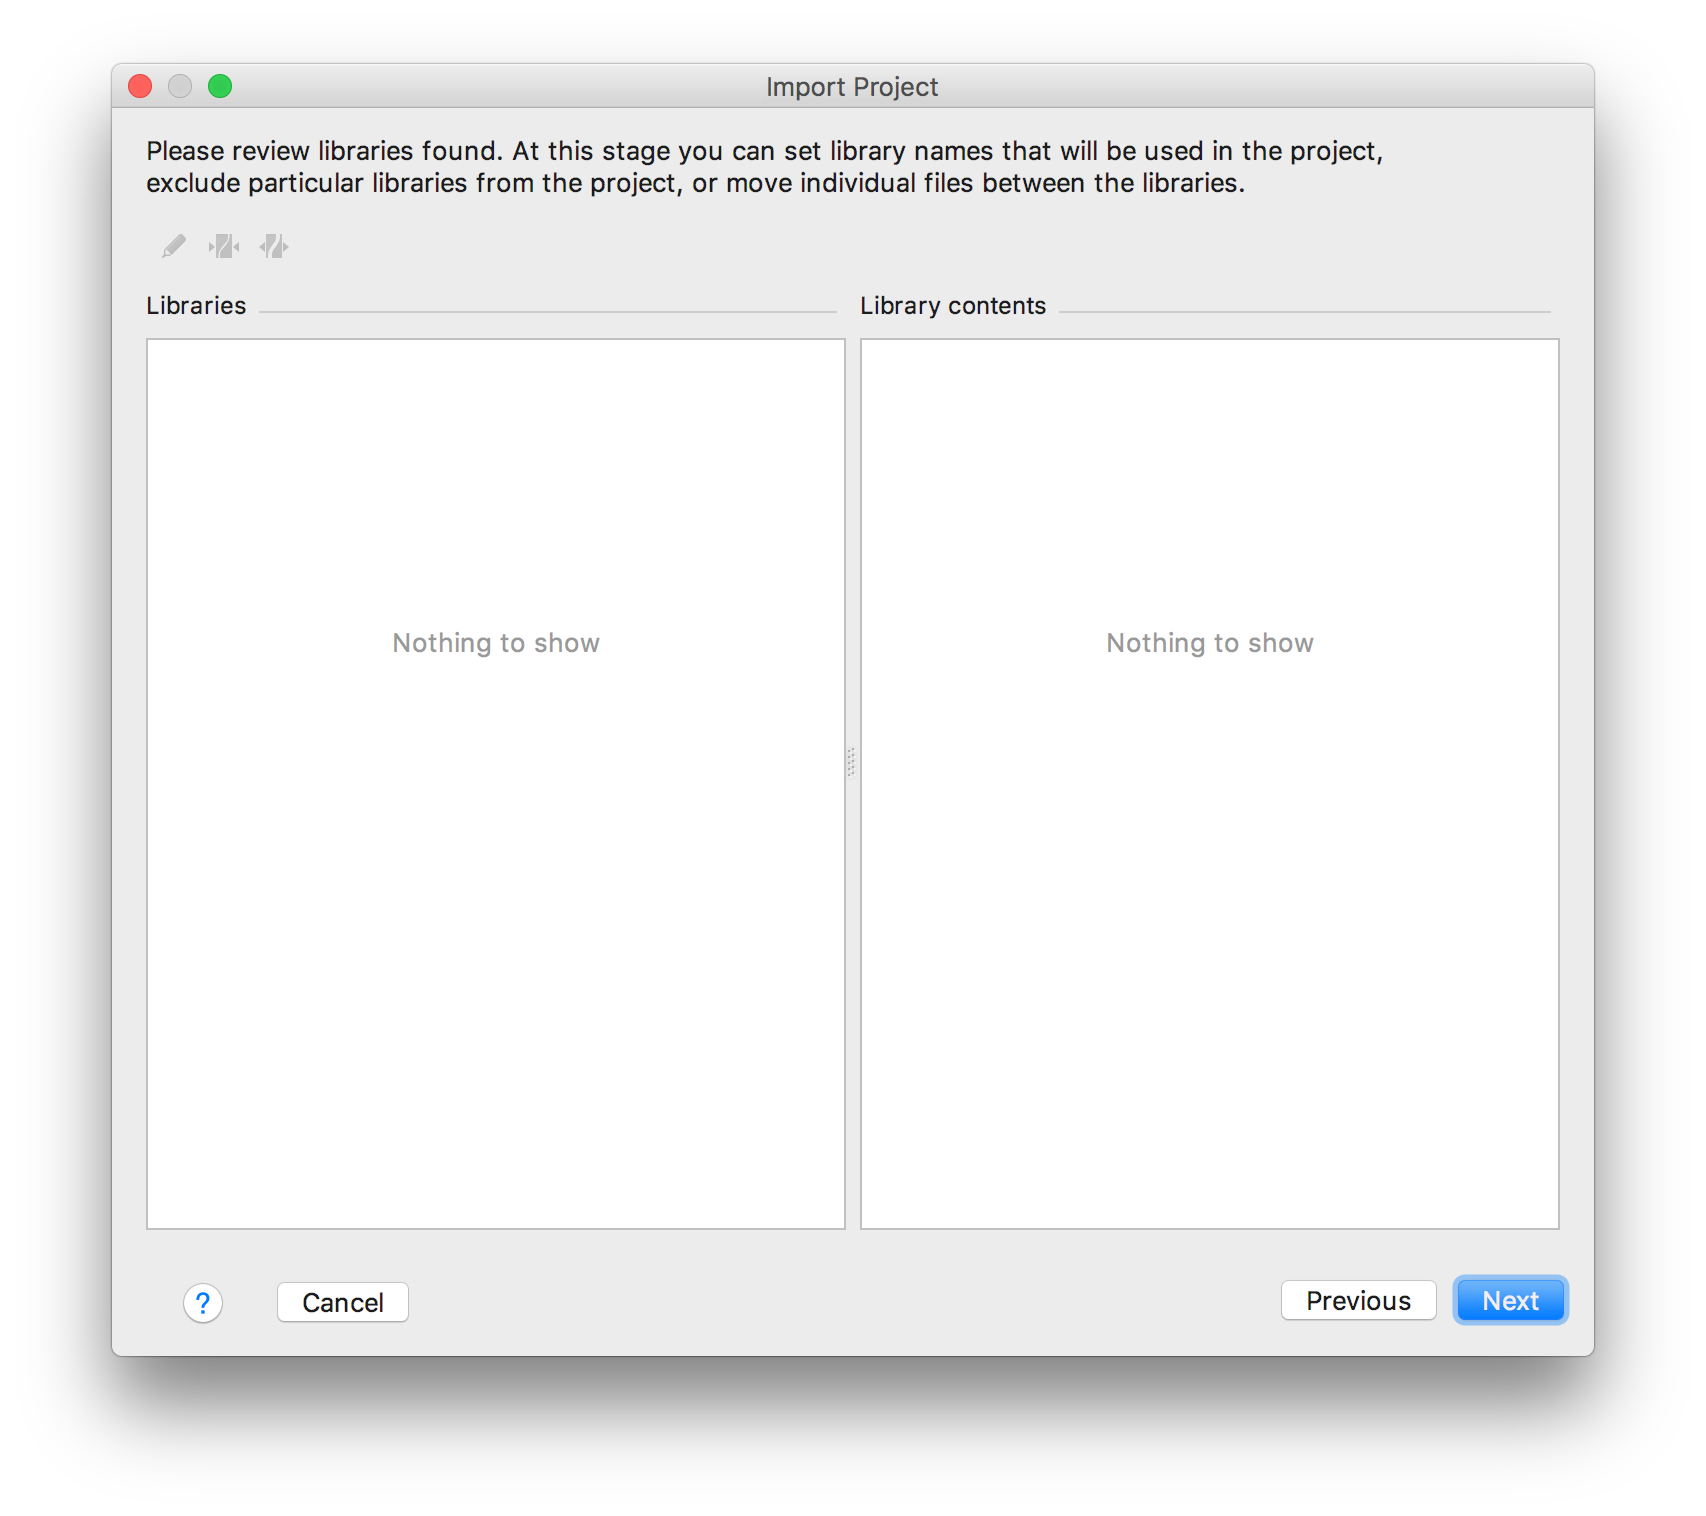 Import Project
Please review libraries found. At this stage you can set library names that will be used in the project,
exclude particular libraries from the project, or move individual files between the libraries.
Libraries
Library contents
Nothing to show
Nothing to show
?
Cancel
Previous
Next